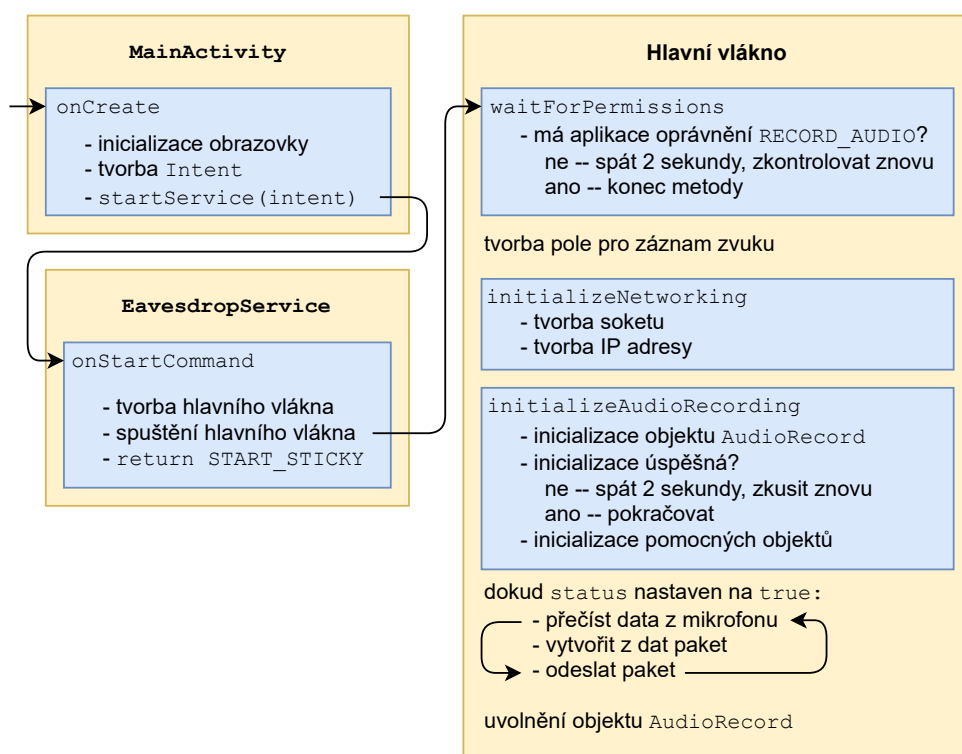 MainActivity
onCreate
- inicializace obrazovky
- tvorba Intent
- startService(intent)
EavesdropService
onStartCommand
- tvorba hlavního vlákna
- spuštění hlavního vlákna
- return START_STICKY
Hlavní vlákno
waitForPermissions
- má aplikace oprávnění RECORD_AUDIO?
ne -- spát 2 sekundy, zkontrolovat znovu
ano -- konec metody
tvorba pole pro záznam zvuku
initializeNetworking
- tvorba soketu
- tvorba IP adresy
initializeAudioRecording
- inicializace objektu AudioRecord
- inicializace úspěšná?
ne -- spát 2 sekundy, zkusit znovu
ano -- pokračovat
- inicializace pomocných objektů
dokud status nastaven na true:
- přečíst data z mikrofonu
- vytvořit z dat paket
- odeslat paket
uvolnění objektu AudioRecord